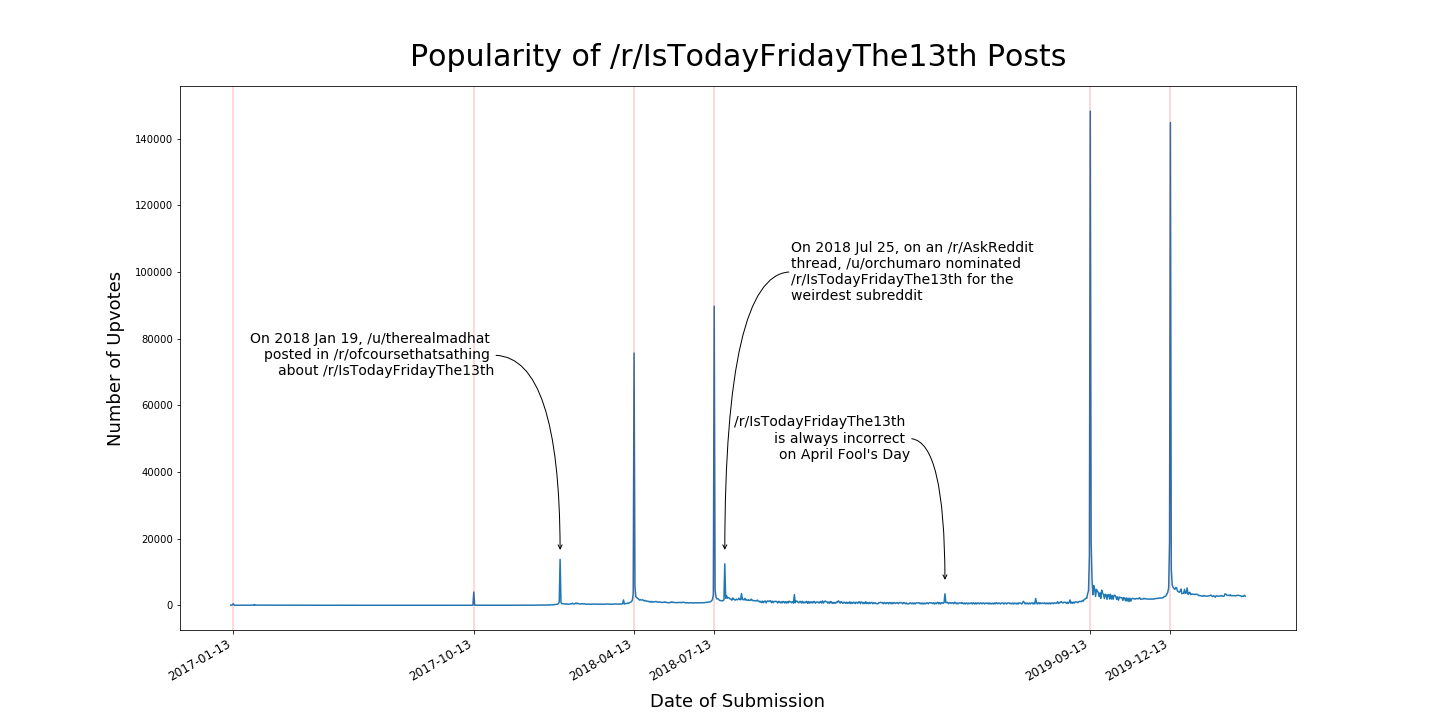 Popularity of /r/IsTodayFridayThe13th Posts
Number of Upvotes
140000
120000
100000
80000
60000
40000
20000
0
On 2018 Jan 19, /u/therealmadhat
posted in /r/ofcoursethatsathing
about /r/IsTodayFridayThe13th
On 2018 Jul 25, on an /r/AskReddit
thread, /u/orchumaro nominated
/r/IsTodayFridayThe13th for the
weirdest subreddit
/r/IsTodayFridayThe13th
is always incorrect
on April Fool's Day
2017-01-13
2017-10-13
2018-04-13
2018-07-13
2019-09-13
2019-12-13
Date of Submission